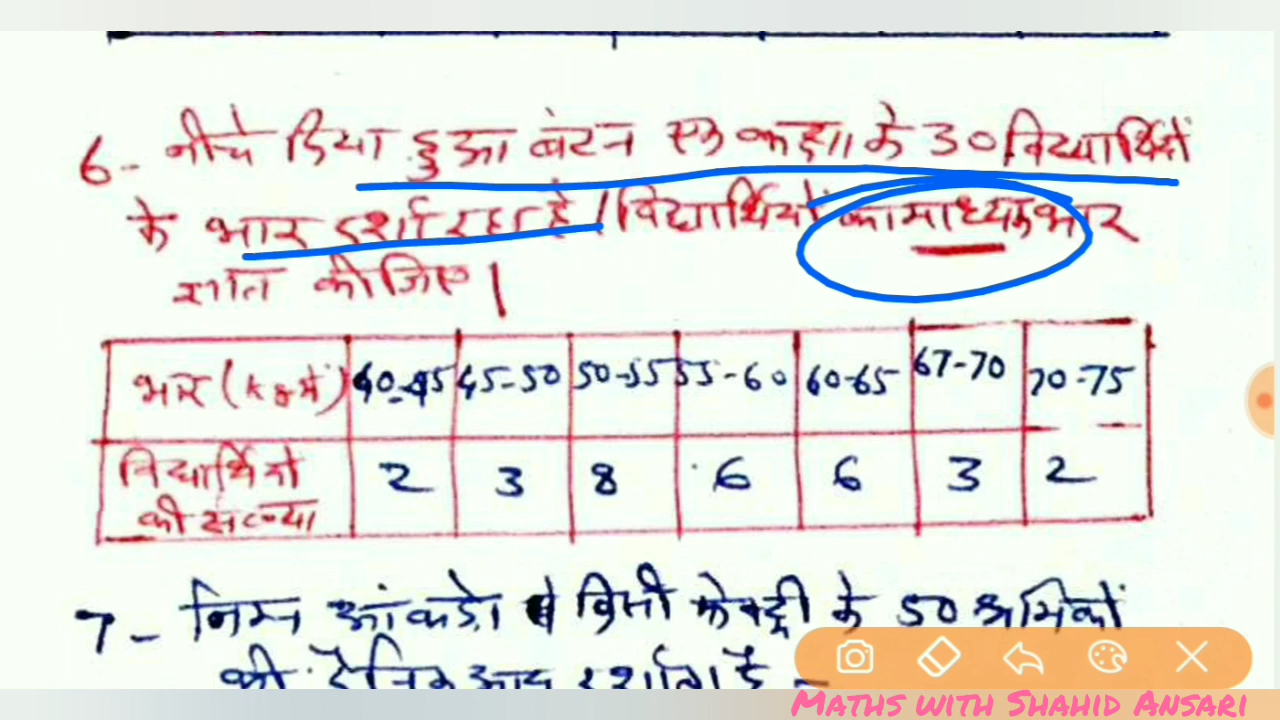 6- नीचे दिया हुआ बंटन एक कक्षा के 30 विद्यार्थियों
के भार दर्शा रहा है। विद्यार्थियों का माध्यक भार
ज्ञात कीजिए।
भार (kg में) 40-45 45-50 50-55 55-60 60-65 67-70 70-75
विद्यार्थियों की संख्या 2 3 8 6 6 3 2
7- निम्न आंकड़े किसी फैक्ट्री के 50 श्रमिकों
की दैनिक आय दर्शाता है -
MATHS WITH SHAHID ANSARI